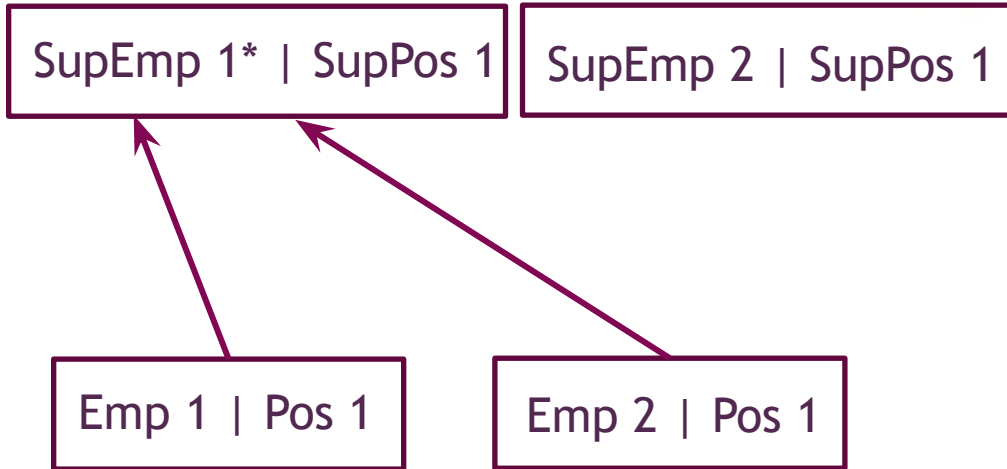 SupEmp 1* | SupPos 1
SupEmp 2 | SupPos 1
Emp 1 | Pos 1
Emp 2 | Pos 1